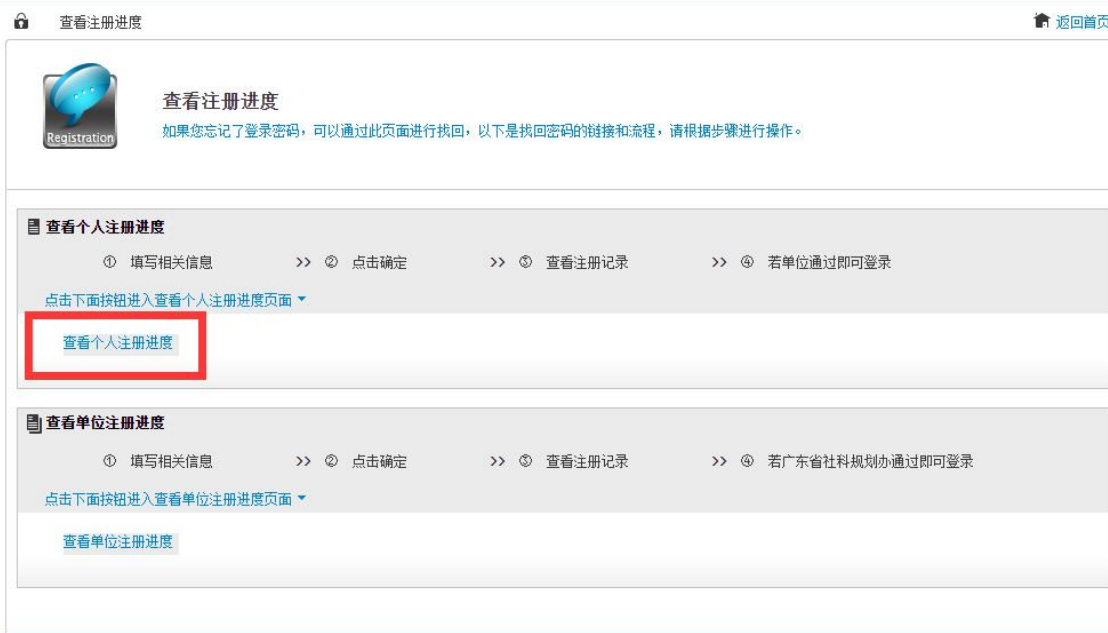 查看注册进度
返回首页
Registration
查看注册进度
如果您忘记了登录密码，可以通过此页面进行找回，以下是找回密码的链接和流程，请根据步骤进行操作。
查看个人注册进度
① 填写相关信息 >> ② 点击确定 >> ③ 查看注册记录 >> ④ 若单位通过即可登录
点击下面按钮进入查看个人注册进度页面
查看个人注册进度
查看单位注册进度
① 填写相关信息 >> ② 点击确定 >> ③ 查看注册记录 >> ④ 若广东省社科规划办通过即可登录
点击下面按钮进入查看单位注册进度页面
查看单位注册进度